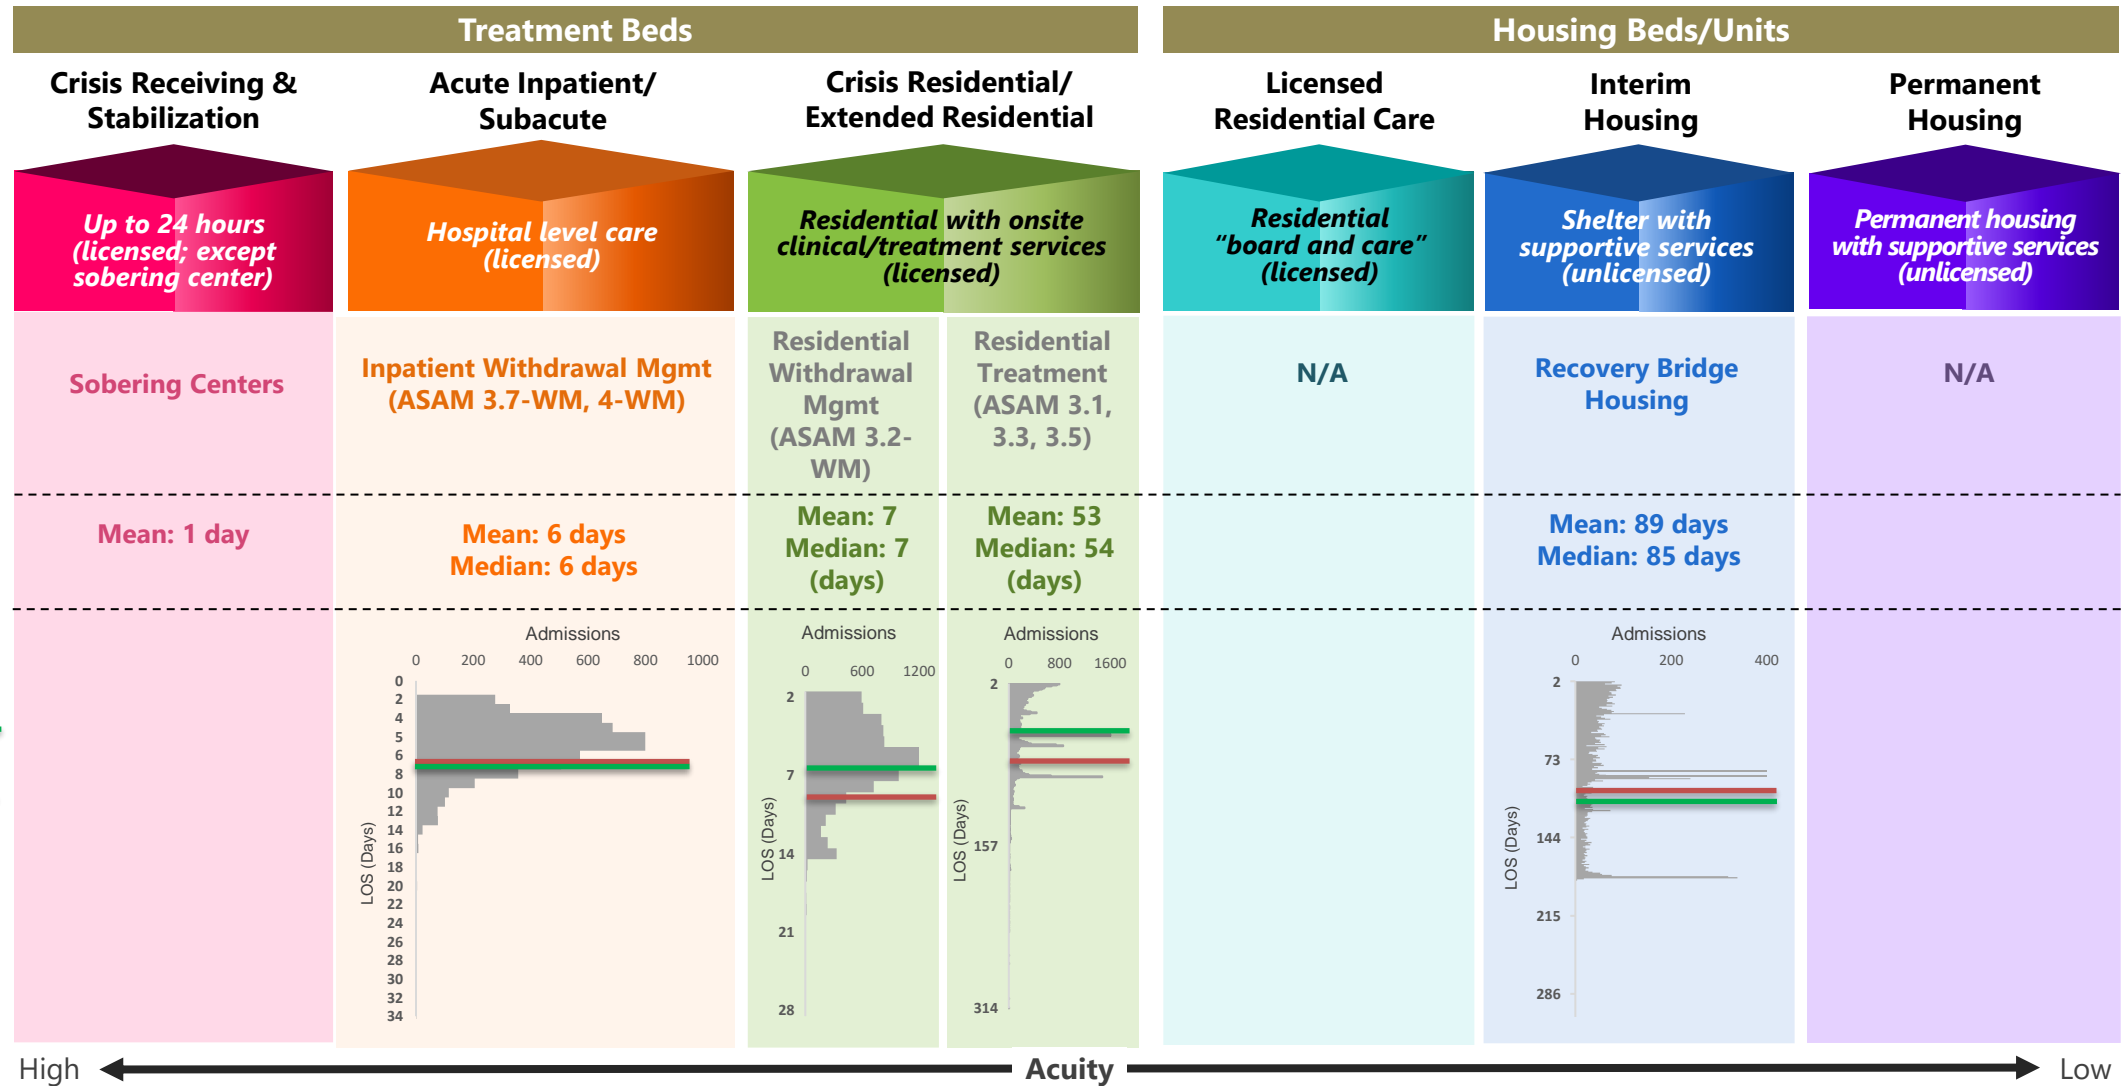 Treatment Beds
Housing Beds/Units
Crisis Receiving &
Stabilization
Acute Inpatient/
Subacute
Crisis Residential/
Extended Residential
Licensed
Residential Care
Interim
Housing
Permanent
Housing
Up to 24 hours
(licensed; except
sobering center)
Hospital level care
(licensed)
Residential with onsite
clinical/treatment services
(licensed)
Residential
“board and care”
(licensed)
Shelter with
supportive services
(unlicensed)
Permanent housing
with supportive services
(unlicensed)
Sobering Centers
Inpatient Withdrawal Mgmt
(ASAM 3.7-WM, 4-WM)
Residential
Withdrawal
Mgmt
(ASAM 3.2-
WM)
Residential
Treatment
(ASAM 3.1,
3.3, 3.5)
N/A
Recovery Bridge
Housing
N/A
Mean: 1 day
Mean: 6 days
Median: 6 days
Mean: 7
Median: 7
(days)
Mean: 53
Median: 54
(days)
Mean: 89 days
Median: 85 days
Admissions
0 200 400 600 800 1000
0
2
4
5
6
8
10
12
14
16
18
20
22
24
26
28
30
32
34
LOS (Days)
Admissions
0 600 1200
2
7
14
21
28
LOS (Days)
Admissions
0 800 1600
2
157
314
LOS (Days)
Admissions
0 200 400
2
73
144
215
286
LOS (Days)
High
Acuity
Low